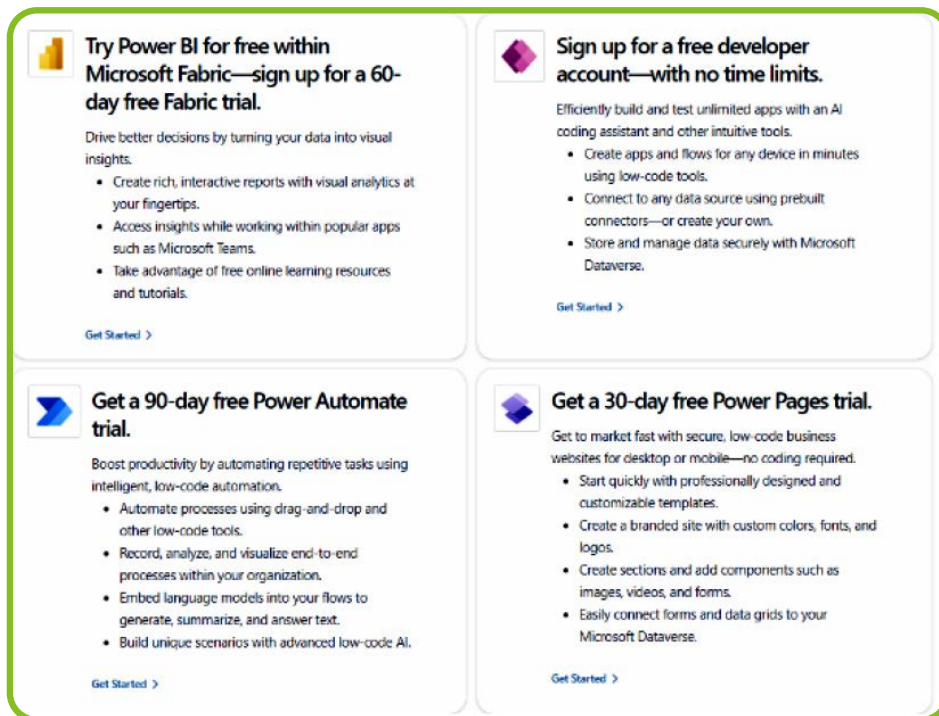 Try Power BI for free within
Microsoft Fabric—sign up for a 60-
day free Fabric trial.
Drive better decisions by turning your data into visual
insights.
• Create rich, interactive reports with visual analytics at
your fingertips.
• Access insights while working within popular apps
such as Microsoft Teams.
• Take advantage of free online learning resources
and tutorials.
Get Started >
Sign up for a free developer
account—with no time limits.
Efficiently build and test unlimited apps with an AI
coding assistant and other intuitive tools.
• Create apps and flows for any device in minutes
using low-code tools.
• Connect to any data source using prebuilt
connectors—or create your own.
• Store and manage data securely with Microsoft
Dataverse.
Get Started >
Get a 90-day free Power Automate
trial.
Boost productivity by automating repetitive tasks using
intelligent, low-code automation.
• Automate processes using drag-and-drop and
other low-code tools.
• Record, analyze, and visualize end-to-end
processes within your organization.
• Embed language models into your flows to
generate, summarize, and answer text.
• Build unique scenarios with advanced low-code AI.
Get Started >
Get a 30-day free Power Pages trial.
Get to market fast with secure, low-code business
websites for desktop or mobile—no coding required.
• Start quickly with professionally designed and
customizable templates.
• Create a branded site with custom colors, fonts, and
logos.
• Create sections and add components such as
images, videos, and forms.
• Easily connect forms and data grids to your
Microsoft Dataverse.
Get Started >